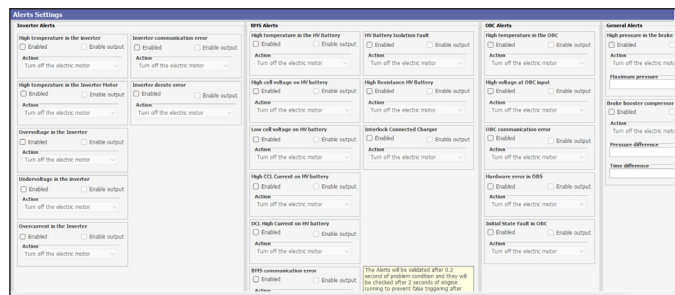 Alerts Settings
Inverter Alerts
High temperature in the inverter
Enabled
Enable output
Action
Turn off the electric motor
High temperature in the Inverter Motor
Enabled
Enable output
Action
Turn off the electric motor
Overvoltage in the Inverter
Enabled
Enable output
Action
Turn off the electric motor
Undervoltage in the inverter
Enabled
Enable output
Action
Turn off the electric motor
Overcurrent in the Inverter
Enabled
Enable output
Action
Turn off the electric motor
Inverter communication error
Enabled
Enable output
Action
Turn off the electric motor
Inverter derate error
Enabled
Enable output
Action
Turn off the electric motor
BMS Alerts
High temperature in the HV Battery
Enabled
Enable output
Action
Turn off the electric motor
High cell voltage on HV battery
Enabled
Enable output
Action
Turn off the electric motor
Low cell voltage on HV battery
Enabled
Enable output
Action
Turn off the electric motor
High CCL Current on HV battery
Enabled
Enable output
Action
Turn off the electric motor
DCL High Current on HV battery
Enabled
Enable output
Action
Turn off the electric motor
BMS communication error
Enabled
Enable output
Action
HV Battery Isolation Fault
Enabled
Enable output
Action
Turn off the electric motor
High Resistance HV Battery
Enabled
Enable output
Action
Turn off the electric motor
Interlock Connected Charger
Enabled
Enable output
Action
Turn off the electric motor
The Alerts will be validated after 0.2
second of problem condition and they will
be checked after 2 seconds of engine
running to prevent fake triggering after
OBC Alerts
High temperature in the OBC
Enabled
Enable output
Action
Turn off the electric motor
High voltage at OBC input
Enabled
Enable output
Action
Turn off the electric motor
OBC communication error
Enabled
Enable output
Action
Turn off the electric motor
Hardware error in OBS
Enabled
Enable output
Action
Turn off the electric motor
Initial State Fault in OBC
Enabled
Enable output
Action
Turn off the electric motor
General Alerts
High pressure in the brake
Enabled
Enable
Action
Turn off the electric
Maximum pressure
Brake booster compressor
Enabled
Enable
Action
Turn off the electric
Pressure difference
Time difference